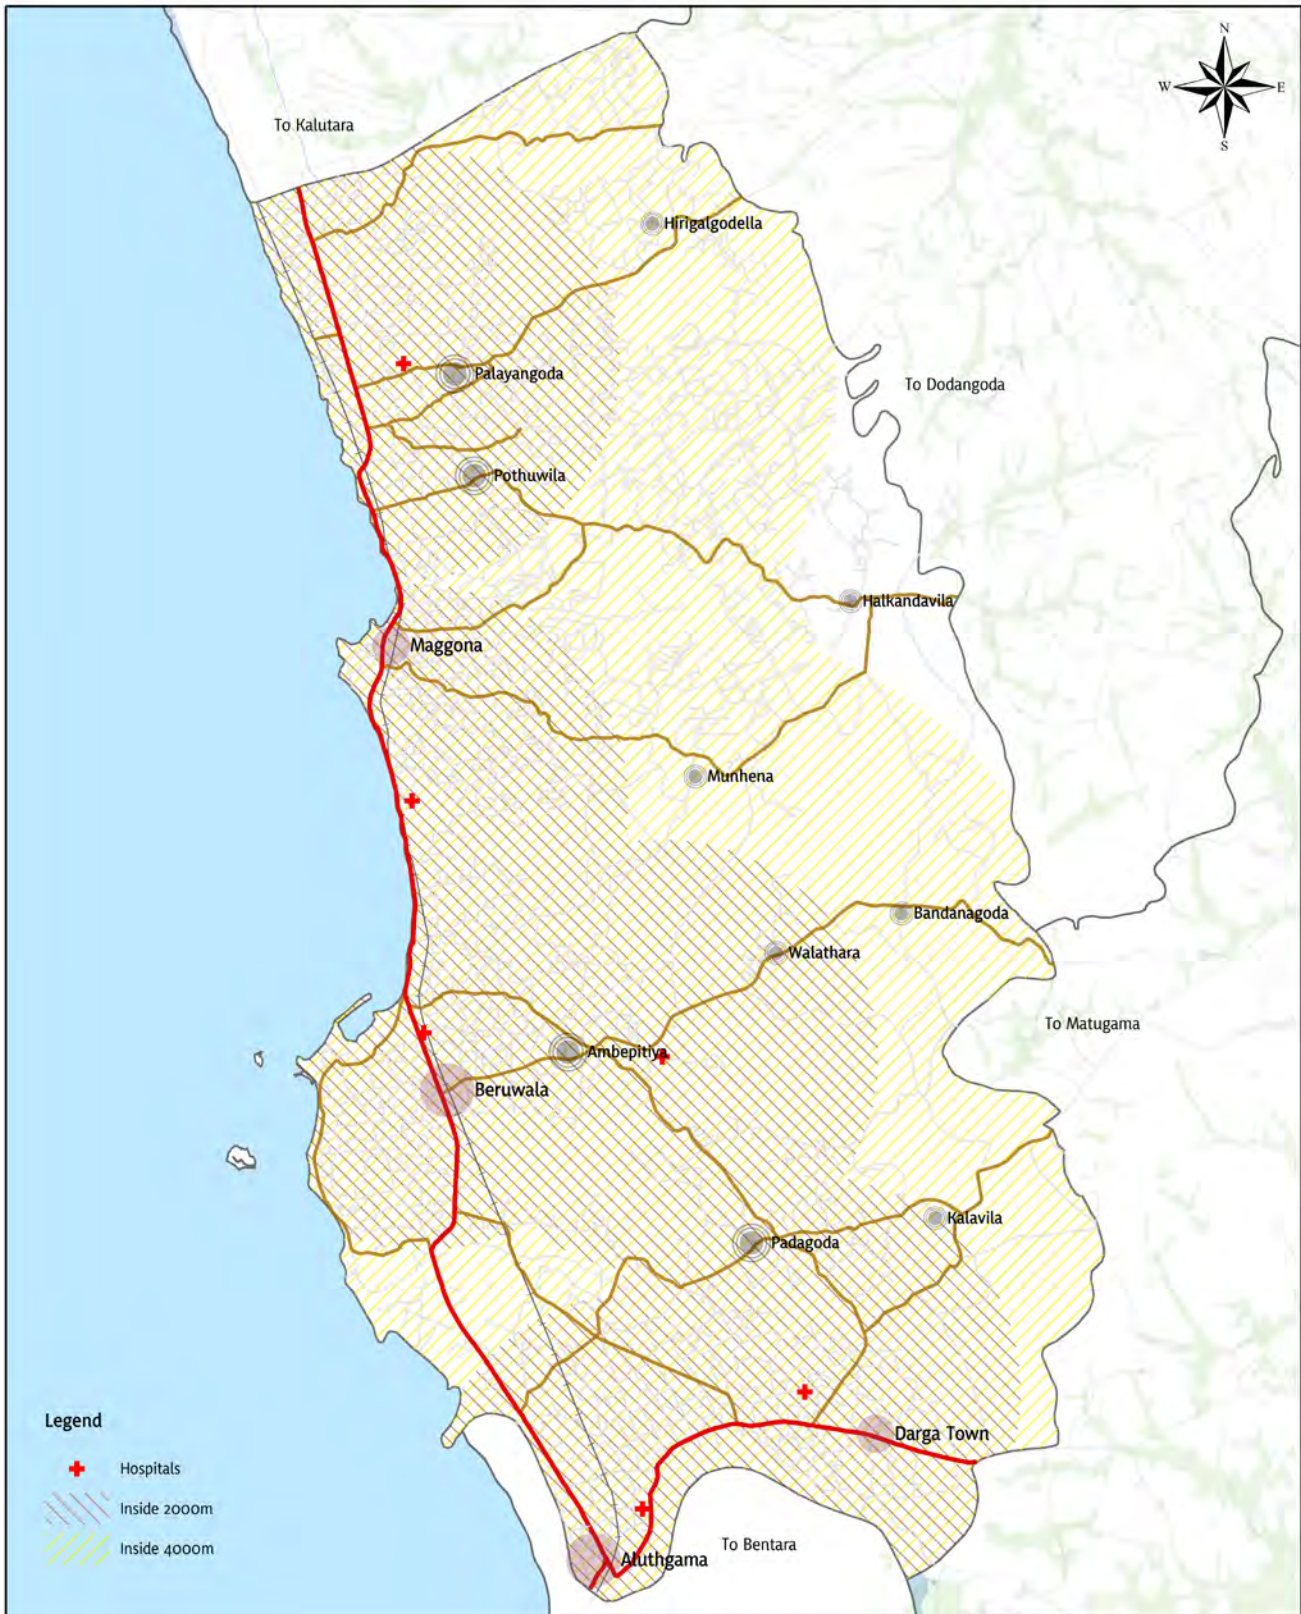 N
W
E
S
To Kalutara
Hirigalgodella
Palayangoda
To Dodangoda
Pothuwila
Halkandavila
Maggona
Munhena
Bandanagoda
Walathara
To Matugama
Ambepitiya
Beruwala
Kalavila
Padagoda
Legend
Darga Town
Hospitals
Inside 2000m
To Bentara
Inside 4000m
Aluthgama